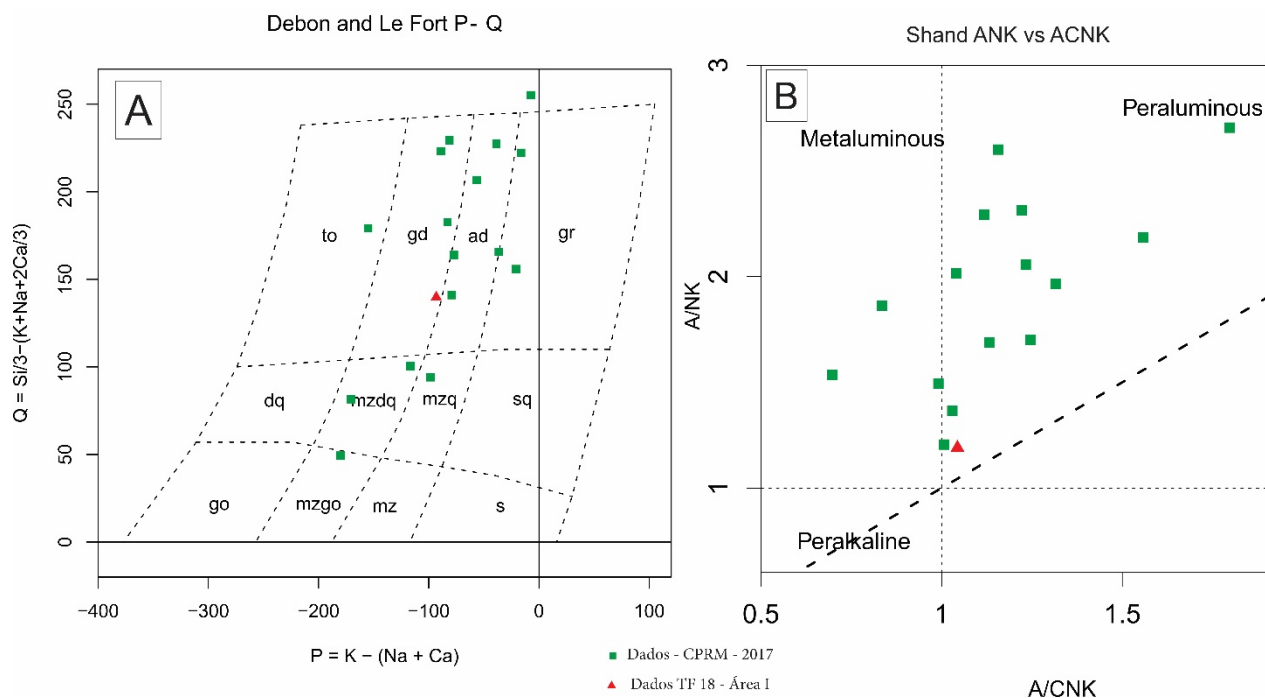 Debon and Le Fort P- Q
A
Q = Si/3−(K+Na+2Ca/3)
250
200
150
100
50
0
to
gd
ad
gr
dq
mzdq
mzq
sq
go
mzgo
mz
s
−400
−300
−200
−100
0
100
P = K − (Na + Ca)
Shand ANK vs ACNK
B
A/NK
3
2
1
Metaluminous
Peraluminous
Peralkaline
0.5
1
1.5
A/CNK
Dados - CPRM - 2017
Dados TF 18 - Área I